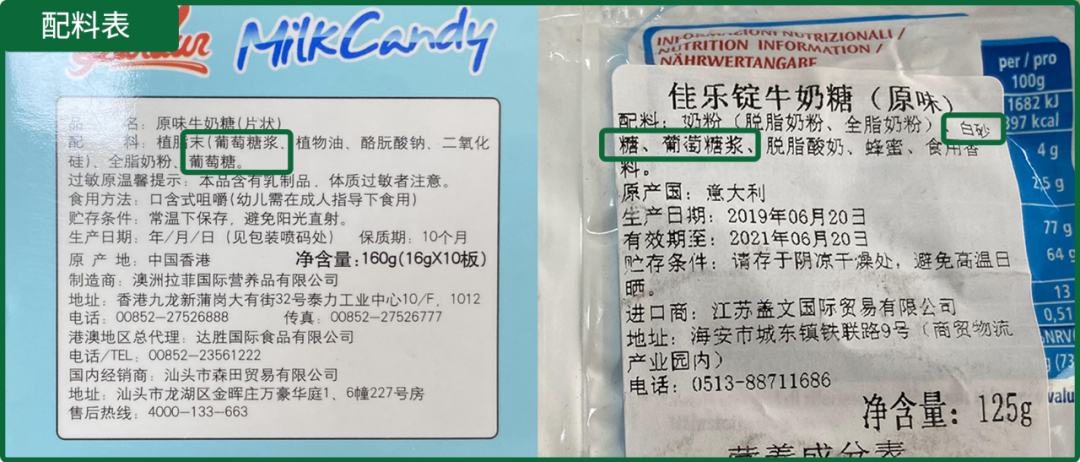 配料表
MilkCandy
品 名：原味牛奶糖(片状)
配 料：植脂末(葡萄糖浆、植物油、酪朊酸钠、二氧化
硅)、全脂奶粉、葡萄糖。
过敏原温馨提示：本品含有乳制品，体质过敏者注意。
食用方法：口含式咀嚼(幼儿需在成人指导下食用)
贮存条件：常温下保存，避免阳光直射。
生产日期：年/月/日（见包装喷码处） 保质期：10个月
原 产 地：中国香港 净含量：160g(16gX10板)
制造商：澳洲拉菲国际营养品有限公司
地址：香港九龙新蒲岗大有街32号泰力工业中心10/F，1012
电话：00852-27526888 传真：00852-27526777
港澳地区总代理：达胜国际食品有限公司
电话/TEL：00852-23561222
国内经销商：汕头市森田贸易有限公司
地址：汕头市龙湖区金晖庄万豪华庭1、6幢227号房
售后热线：4000-133-663
INFORMAZIONI NUTRIZIONALI/
NUTRITION INFORMATION/
NÄHRWERTANGABE
per / pro
100g
1682 kJ
397 kcal
4 g
2,5 g
77 g
64 g
13
0,51
佳乐锭牛奶糖（原味）
配料：奶粉（脱脂奶粉、全脂奶粉）、白砂
糖、葡萄糖浆、脱脂酸奶、蜂蜜、食用香
料。
原产国：意大利
生产日期：2019年06月20日
有效期至：2021年06月20日
贮存条件：请存于阴凉干燥处，避免高温日
晒。
进口商：江苏盖文国际贸易有限公司
地址：海安市城东镇铁联路9号（商贸物流
产业园内）
电话：0513-88711686
净含量：125g
营养成分表